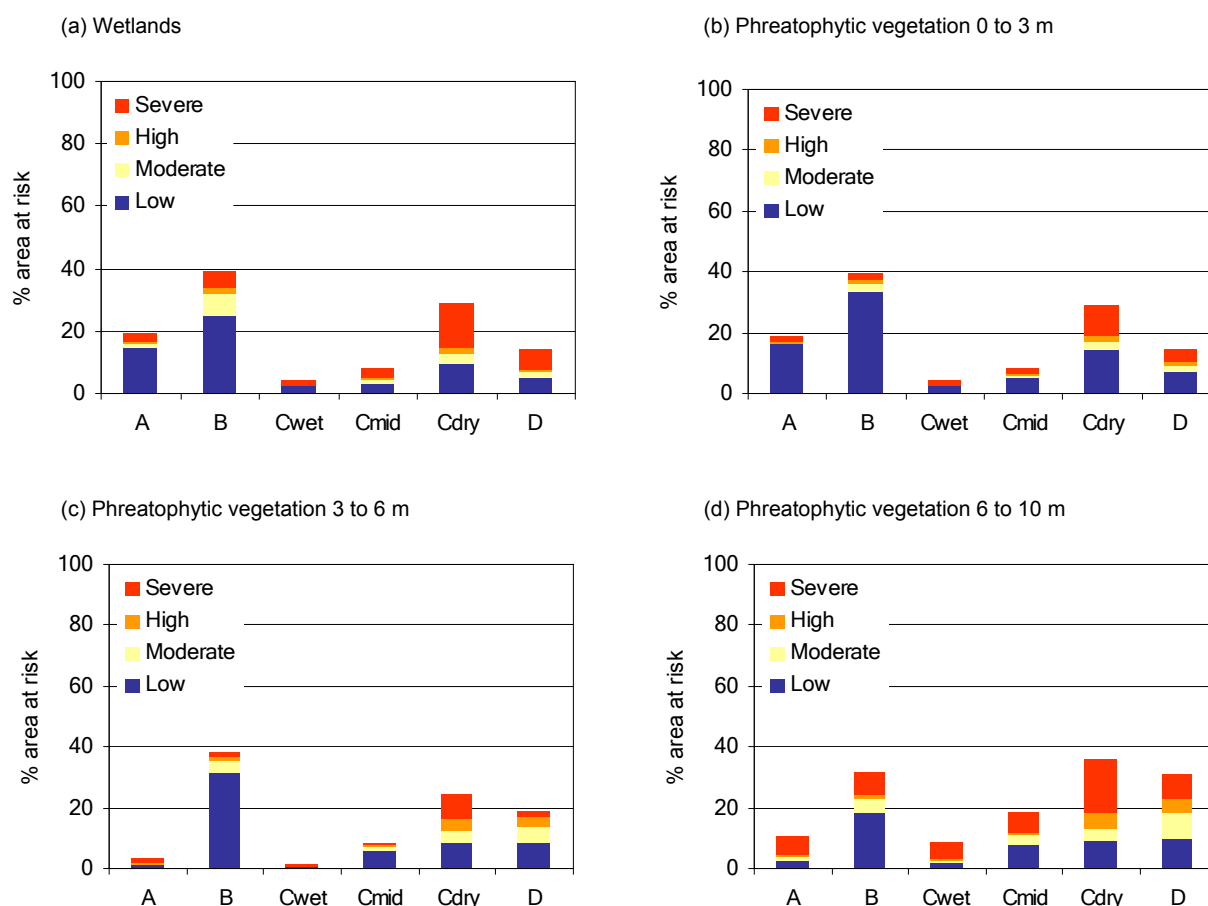 (a) Wetlands
100
80
60
40
20
0
% area at risk
Severe
High
Moderate
Low
A B Cwet Cmid Cdry D
(b) Phreatophytic vegetation 0 to 3 m
100
80
60
40
20
0
% area at risk
Severe
High
Moderate
Low
A B Cwet Cmid Cdry D
(c) Phreatophytic vegetation 3 to 6 m
100
80
60
40
20
0
% area at risk
Severe
High
Moderate
Low
A B Cwet Cmid Cdry D
(d) Phreatophytic vegetation 6 to 10 m
100
80
60
40
20
0
% area at risk
Severe
High
Moderate
Low
A B Cwet Cmid Cdry D